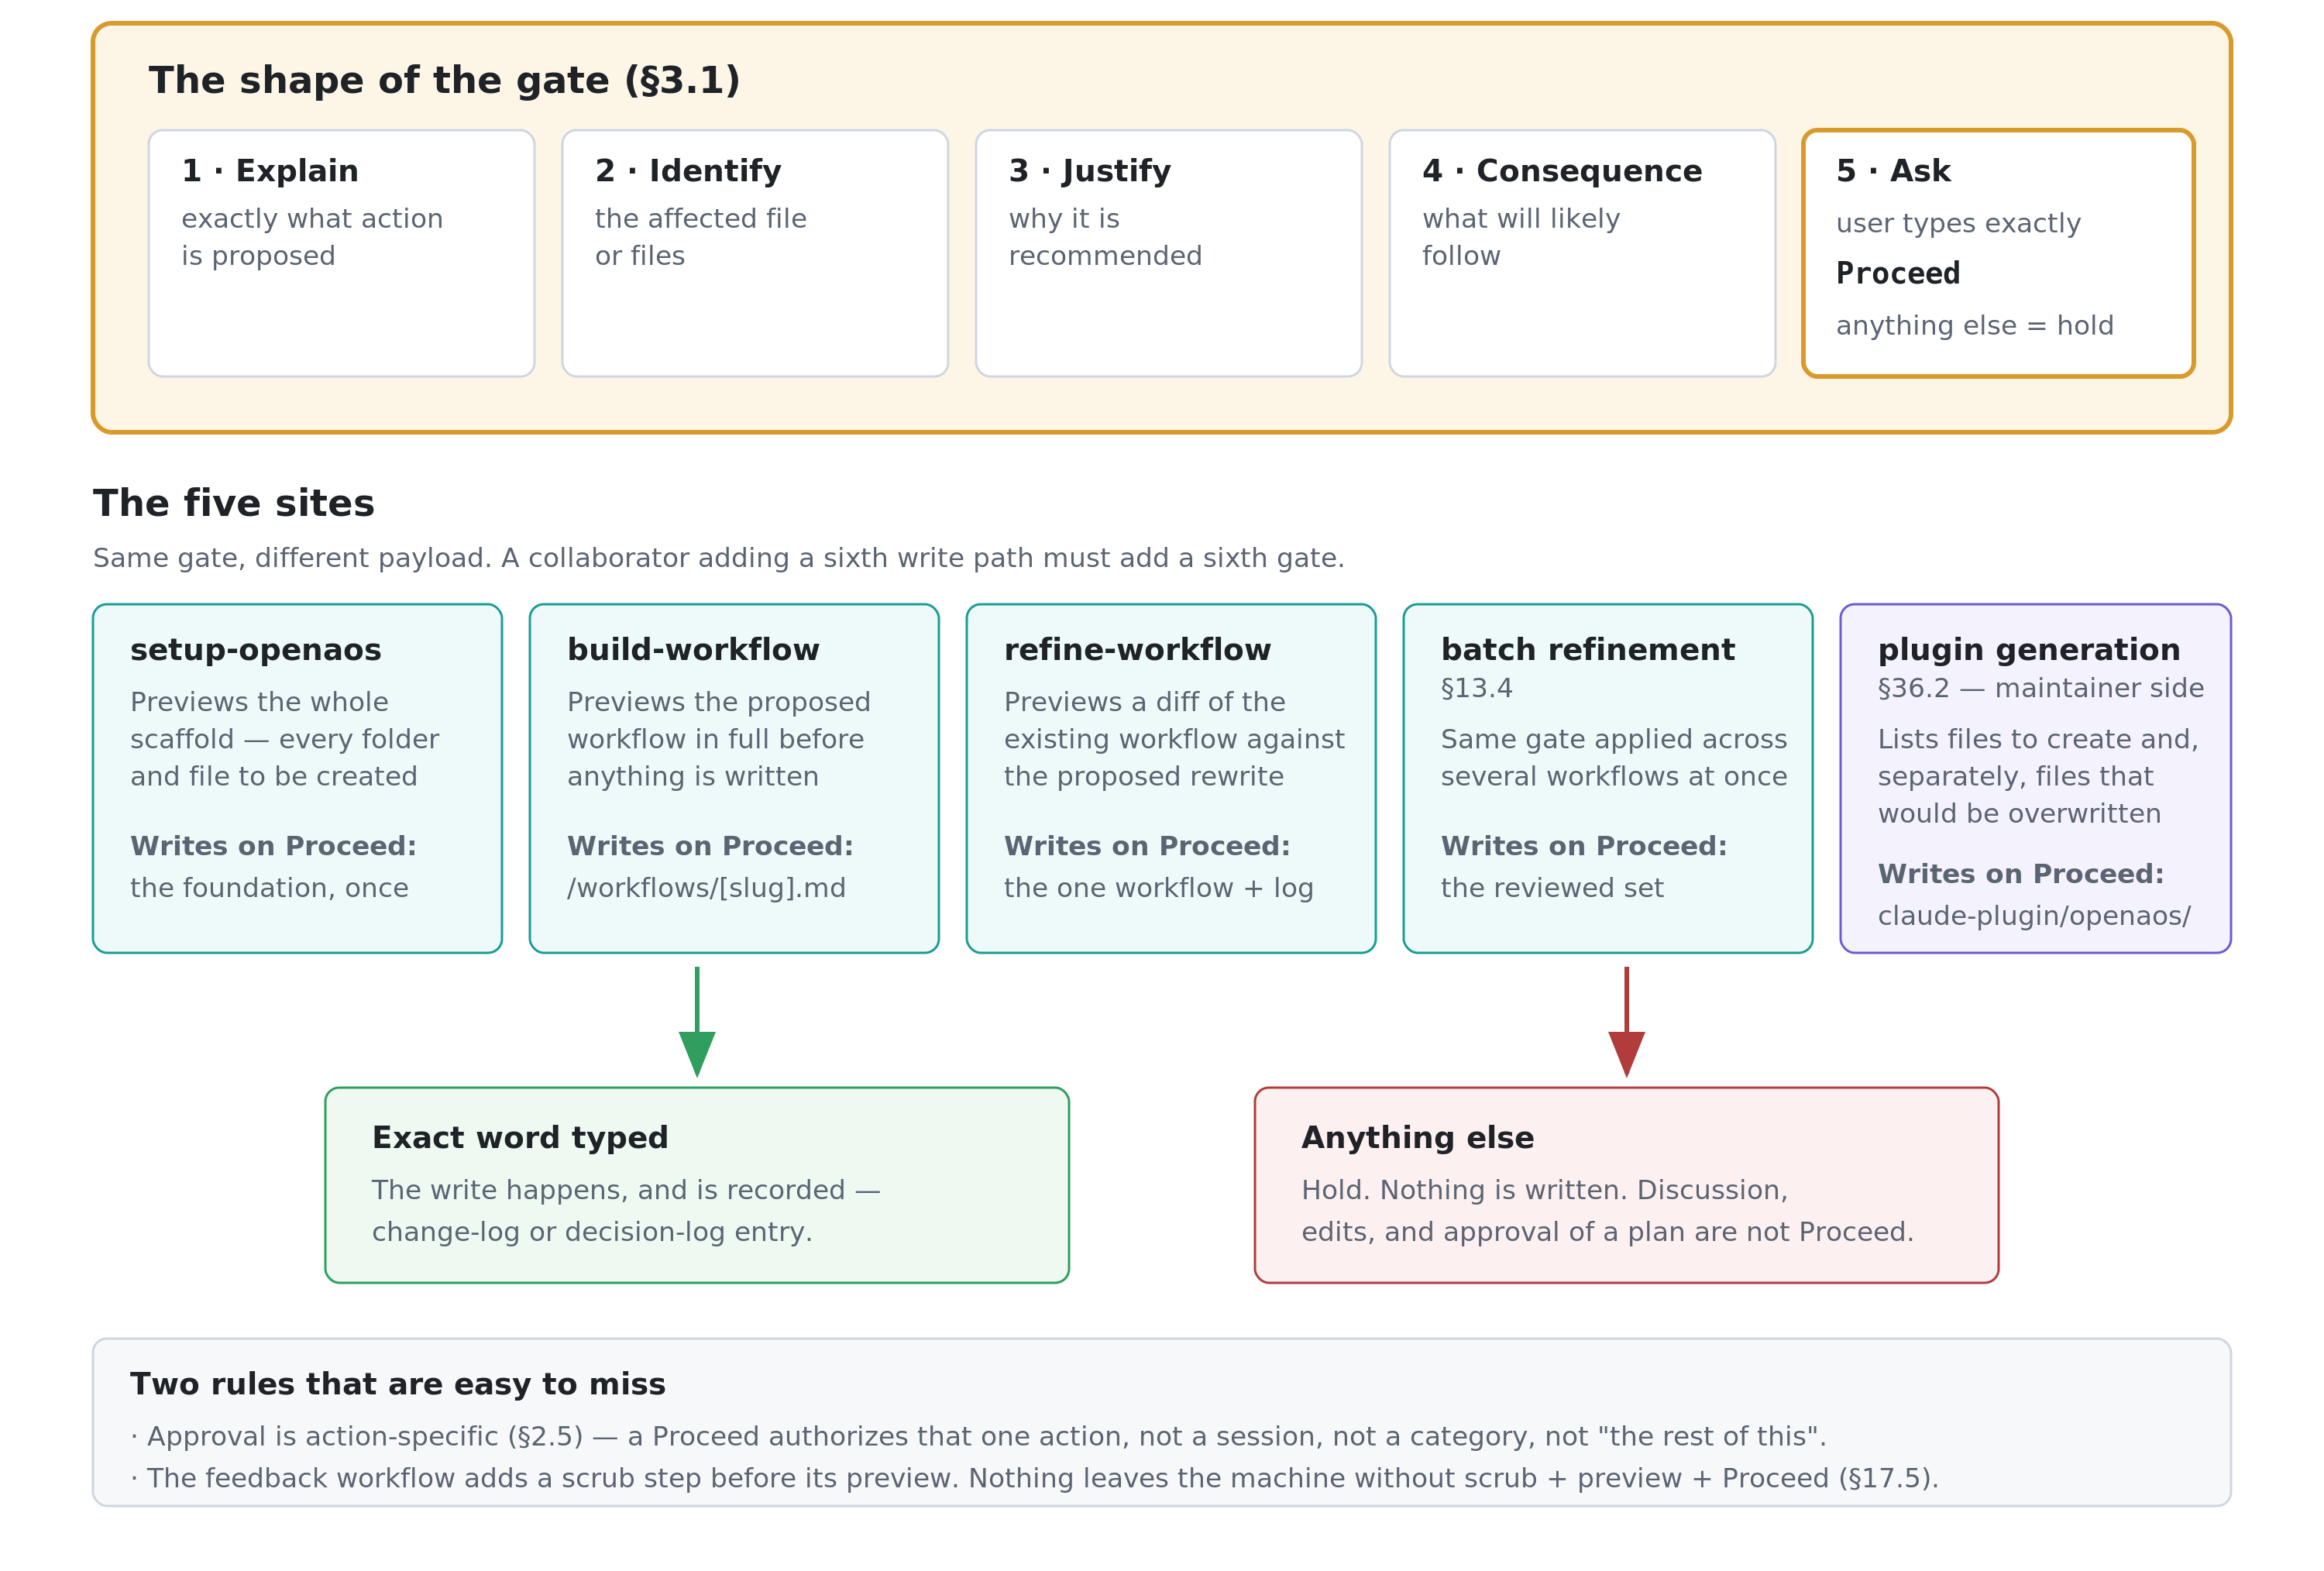 The shape of the gate (§3.1)
1 · Explain
exactly what action
is proposed
2 · Identify
the affected file
or files
3 · Justify
why it is
recommended
4 · Consequence
what will likely
follow
5 · Ask
user types exactly
Proceed
anything else = hold
The five sites
Same gate, different payload. A collaborator adding a sixth write path must add a sixth gate.
setup-openaos
Previews the whole
scaffold — every folder
and file to be created
Writes on Proceed:
the foundation, once
build-workflow
Previews the proposed
workflow in full before
anything is written
Writes on Proceed:
/workflows/[slug].md
refine-workflow
Previews a diff of the
existing workflow against
the proposed rewrite
Writes on Proceed:
the one workflow + log
batch refinement
§13.4
Same gate applied across
several workflows at once
Writes on Proceed:
the reviewed set
plugin generation
§36.2 — maintainer side
Lists files to create and,
separately, files that
would be overwritten
Writes on Proceed:
claude-plugin/openaos/
Exact word typed
The write happens, and is recorded —
change-log or decision-log entry.
Anything else
Hold. Nothing is written. Discussion,
edits, and approval of a plan are not Proceed.
Two rules that are easy to miss
· Approval is action-specific (§2.5) — a Proceed authorizes that one action, not a session, not a category, not "the rest of this".
· The feedback workflow adds a scrub step before its preview. Nothing leaves the machine without scrub + preview + Proceed (§17.5).